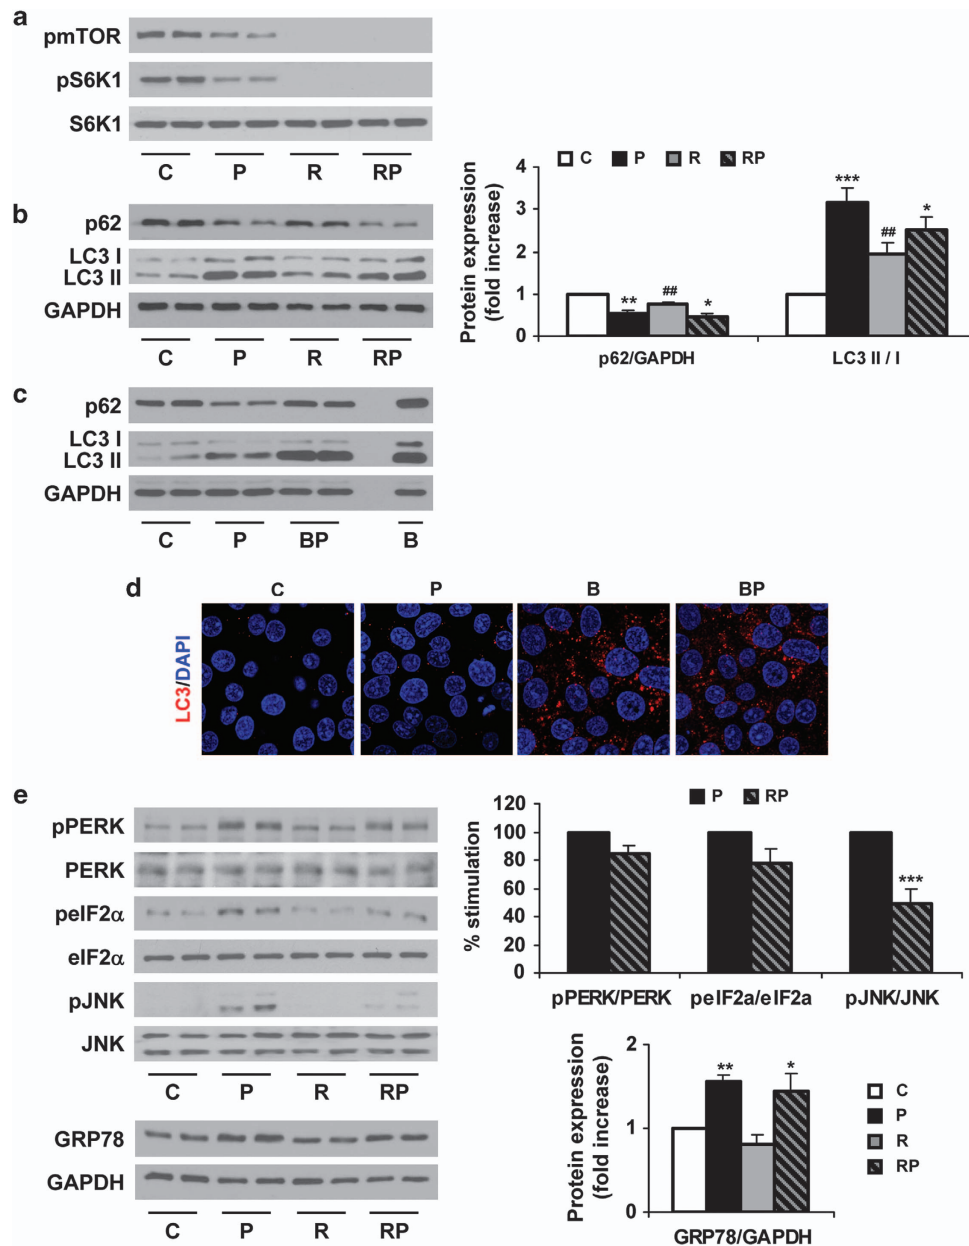 a
pmTOR
pS6K1
S6K1
C P R RP
b
p62
LC3 I
LC3 II
GAPDH
C P R RP
C P R RP
Protein expression
(fold increase)
4
3
2
1
0
** ## *
*** ## *
p62/GAPDH LC3 II / I
c
p62
LC3 I
LC3 II
GAPDH
C P BP B
d
C P B BP
LC3/DAPI
e
pPERK
PERK
peIF2α
eIF2α
pJNK
JNK
C P R RP
GRP78
GAPDH
C P R RP
P RP
% stimulation
120
100
80
60
40
20
0
***
pPERK/PERK peIF2a/eIF2a pJNK/JNK
Protein expression
(fold increase)
2
1
0
** *
GRP78/GAPDH
C
P
R
RP